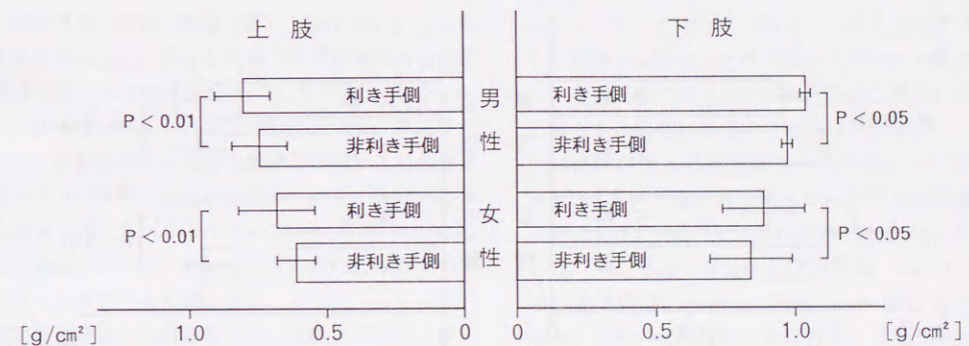 上肢
下肢
利き手側
男
利き手側
P＜0.01
P＜0.05
非利き手側
性
非利き手側
利き手側
女
利き手側
P＜0.01
P＜0.05
非利き手側
性
非利き手側
[g/cm²] 1.0 0.5 0
0 0.5 1.0 [g/cm²]